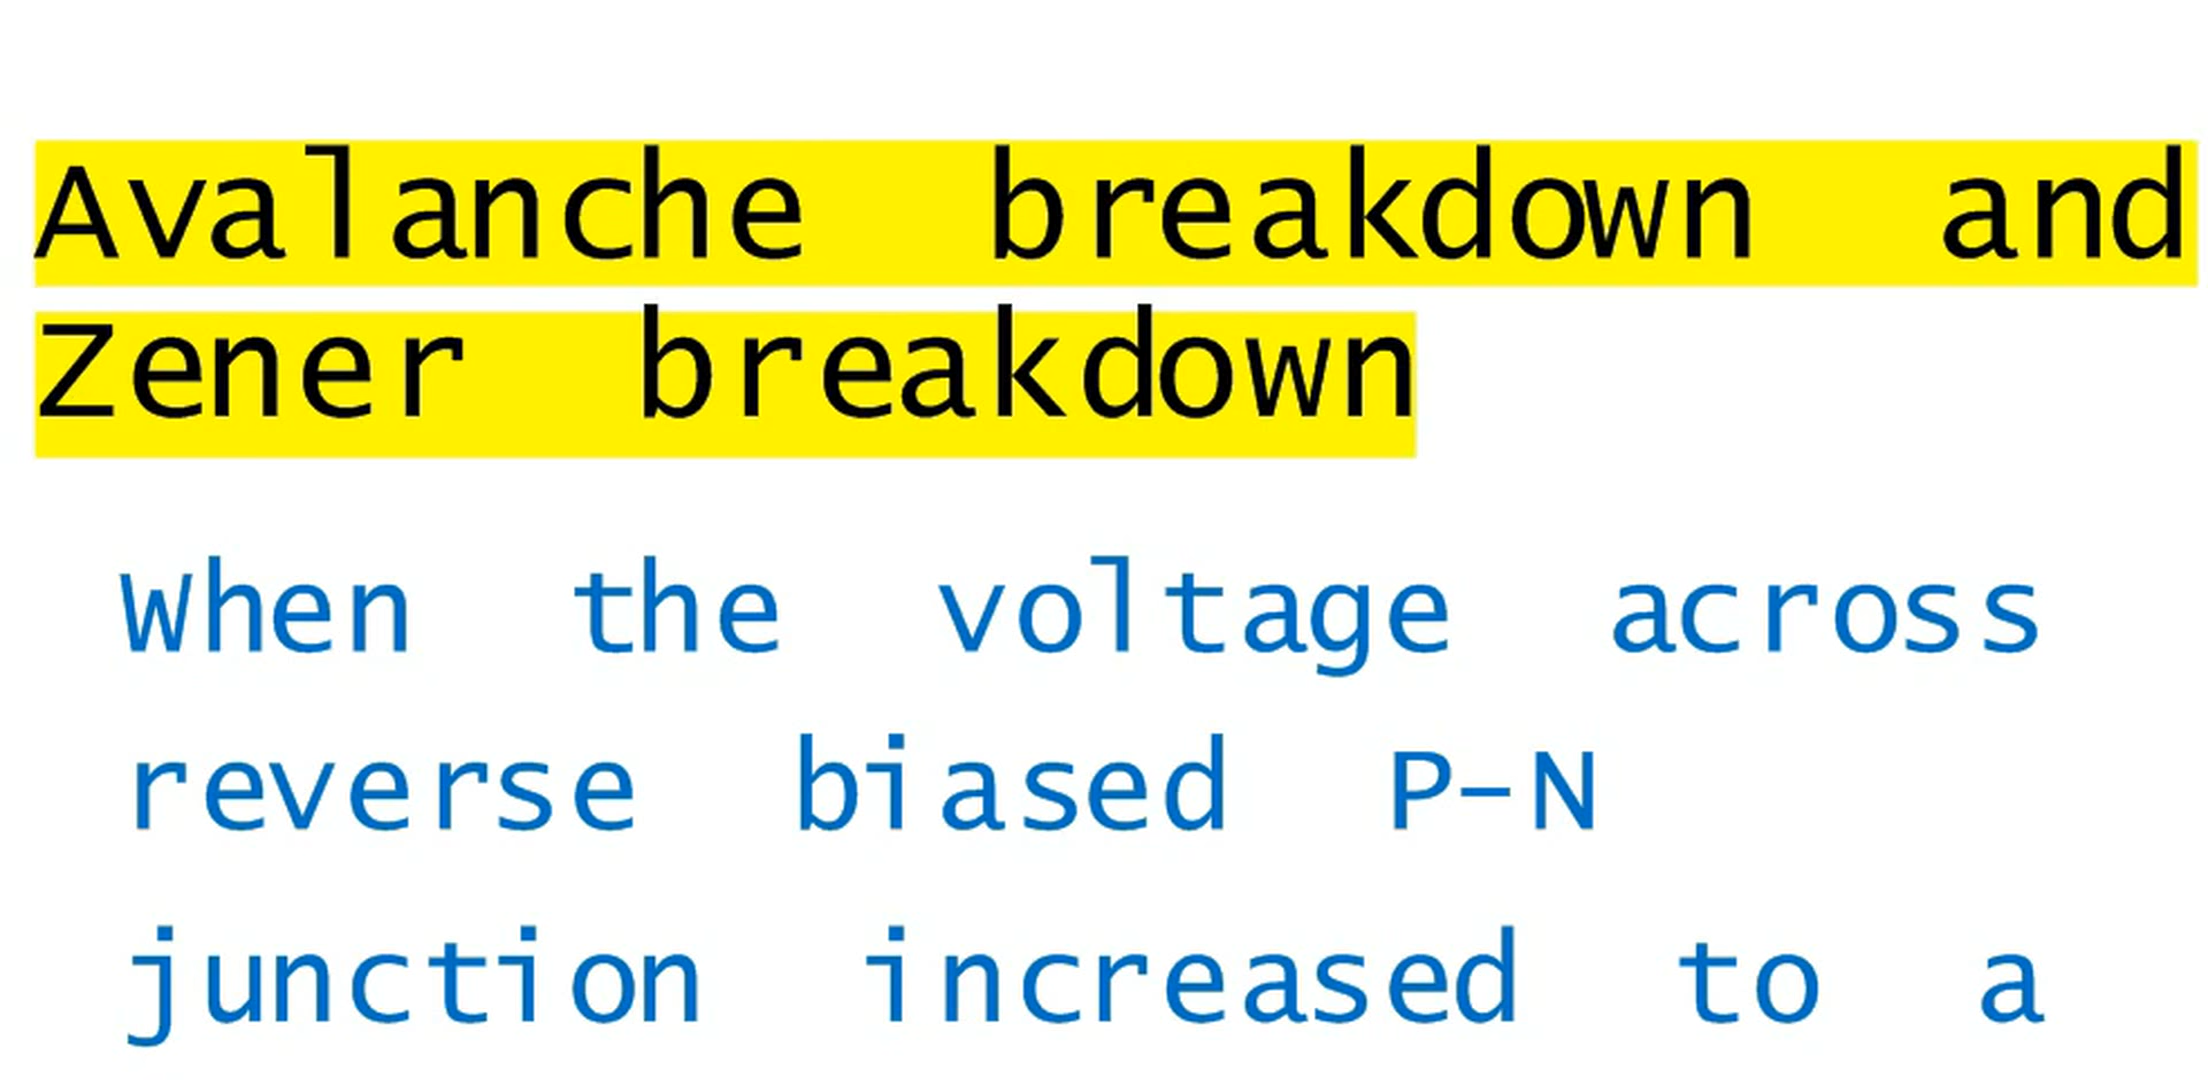 Avalanche breakdown and
Zener breakdown
When the voltage across
reverse biased P-N
junction increased to a